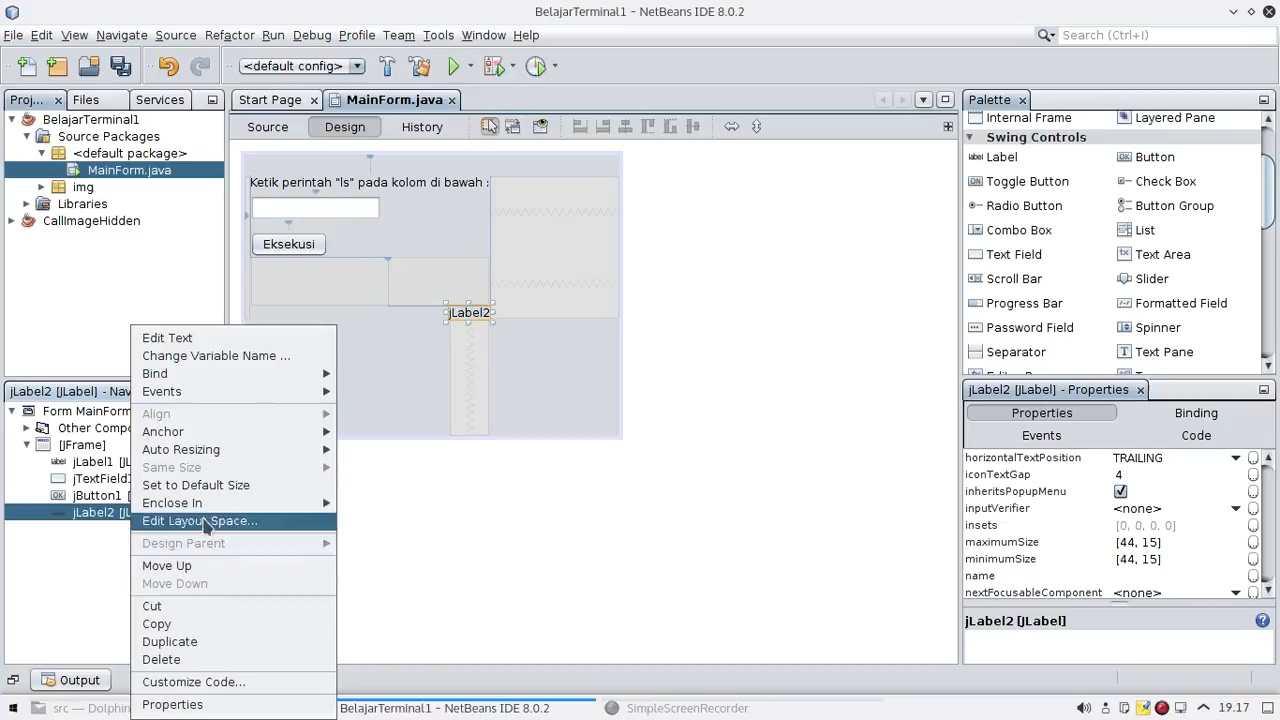 BelajarTerminal1 - NetBeans IDE 8.0.2
File Edit View Navigate Source Refactor Run Debug Profile Team Tools Window Help
Search (Ctrl+I)
<default config>
Proj... Files Services
BelajarTerminal1
Source Packages
<default package>
MainForm.java
img
Libraries
CallImageHidden
Start Page MainForm.java
Source Design History
Ketik perintah "ls" pada kolom di bawah :
Eksekusi
jLabel2
jLabel2 [JLabel] - Nav
Form MainForm
Other Compo
[JFrame]
jLabel1 [JL
jTextField1
jButton1
jLabel2 [JL
Edit Text
Change Variable Name ...
Bind
Events
Align
Anchor
Auto Resizing
Same Size
Set to Default Size
Enclose In
Edit Layout Space...
Design Parent
Move Up
Move Down
Cut
Copy
Duplicate
Delete
Customize Code...
Properties
Palette
Internal Frame Layered Pane
Swing Controls
Label Button
Toggle Button Check Box
Radio Button Button Group
Combo Box List
Text Field Text Area
Scroll Bar Slider
Progress Bar Formatted Field
Password Field Spinner
Separator Text Pane
jLabel2 [JLabel] - Properties
Properties Binding
Events Code
horizontalTextPosition TRAILING
iconTextGap 4
inheritsPopupMenu
inputVerifier <none>
insets [0, 0, 0, 0]
maximumSize [44, 15]
minimumSize [44, 15]
name
nextFocusableComponent <none>
jLabel2 [JLabel]
Output
src — Dolphin
BelajarTerminal1 - NetBeans IDE 8.0.2
SimpleScreenRecorder
19.17